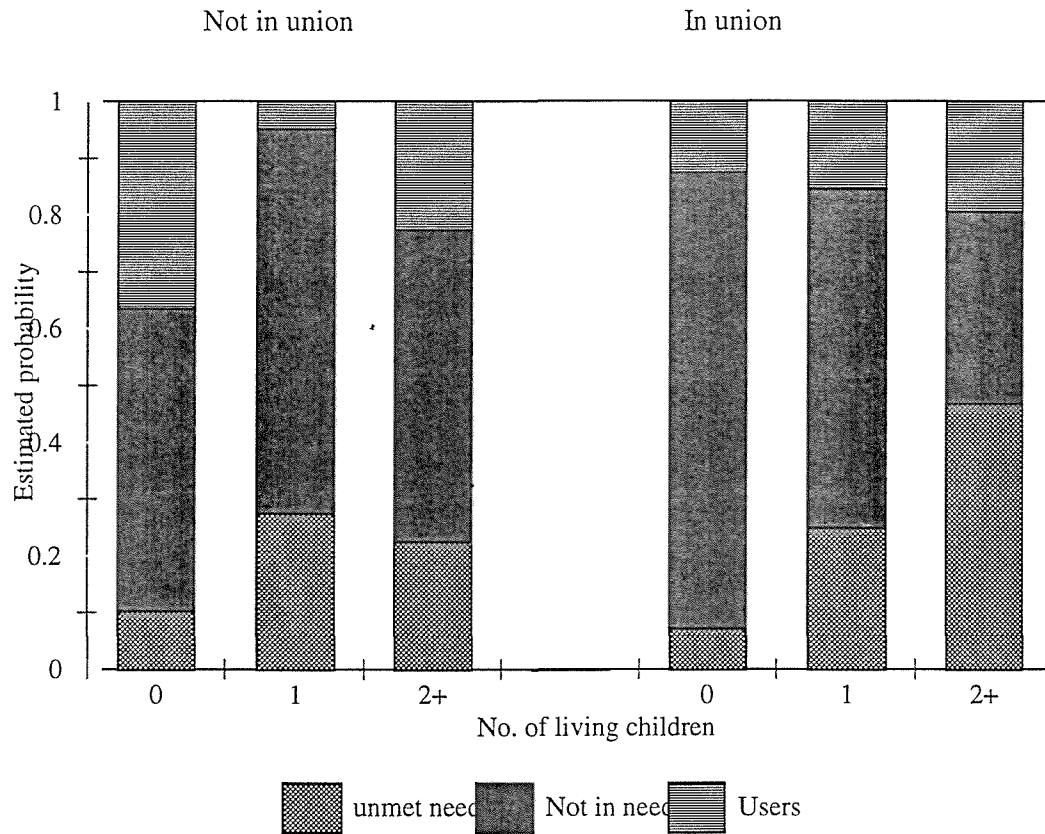 Not in union In union
1
0.8
0.6
0.4
0.2
0
Estimated probability
0 1 2+ 0 1 2+
No. of living children
unmet need Not in need Users